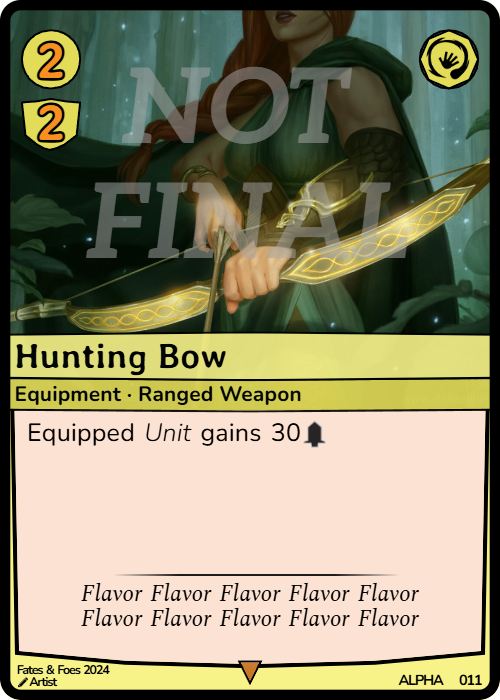 2
2
NOT
FINAL
Hunting Bow
Equipment · Ranged Weapon
Equipped Unit gains 30
Flavor Flavor Flavor Flavor Flavor
Flavor Flavor Flavor Flavor Flavor
Fates & Foes 2024
Artist
ALPHA 011